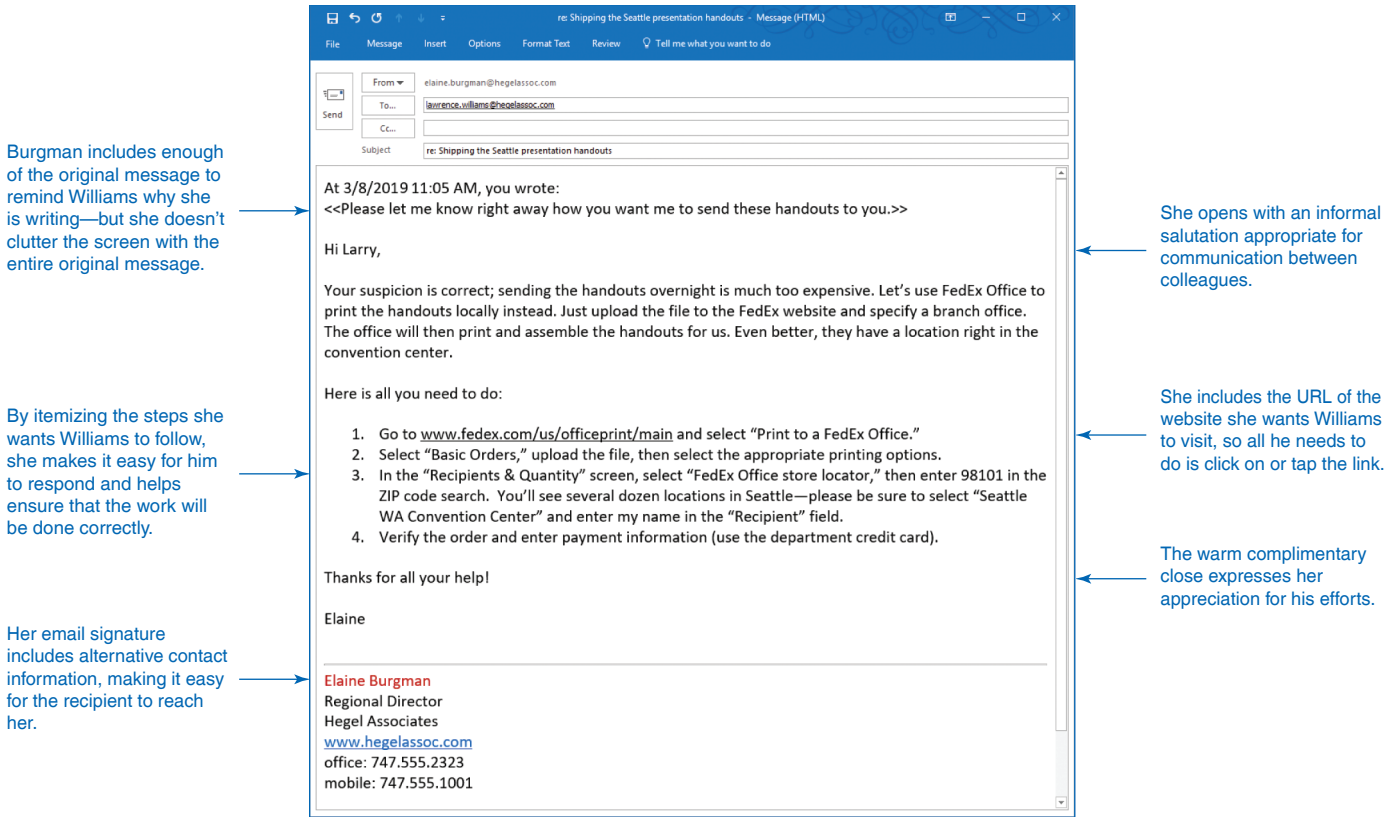 re: Shipping the Seattle presentation handouts - Message (HTML)
File Message Insert Options Format Text Review Tell me what you want to do
Send
From elaine.burgman@hegelassoc.com
To... lawrence.williams@hegelassoc.com
Cc...
Subject re: Shipping the Seattle presentation handouts
Burgman includes enough
of the original message to
remind Williams why she
is writing—but she doesn’t
clutter the screen with the
entire original message.
At 3/8/2019 11:05 AM, you wrote:
<<Please let me know right away how you want me to send these handouts to you.>>
Hi Larry,
She opens with an informal
salutation appropriate for
communication between
colleagues.
Your suspicion is correct; sending the handouts overnight is much too expensive. Let’s use FedEx Office to
print the handouts locally instead. Just upload the file to the FedEx website and specify a branch office.
The office will then print and assemble the handouts for us. Even better, they have a location right in the
convention center.
Here is all you need to do:
By itemizing the steps she
wants Williams to follow,
she makes it easy for him
to respond and helps
ensure that the work will
be done correctly.
1. Go to www.fedex.com/us/officeprint/main and select “Print to a FedEx Office.”
2. Select “Basic Orders,” upload the file, then select the appropriate printing options.
3. In the “Recipients & Quantity” screen, select “FedEx Office store locator,” then enter 98101 in the
ZIP code search. You’ll see several dozen locations in Seattle—please be sure to select “Seattle
WA Convention Center” and enter my name in the “Recipient” field.
4. Verify the order and enter payment information (use the department credit card).
She includes the URL of the
website she wants Williams
to visit, so all he needs to
do is click on or tap the link.
Thanks for all your help!
The warm complimentary
close expresses her
appreciation for his efforts.
Elaine
Her email signature
includes alternative contact
information, making it easy
for the recipient to reach
her.
Elaine Burgman
Regional Director
Hegel Associates
www.hegelassoc.com
office: 747.555.2323
mobile: 747.555.1001